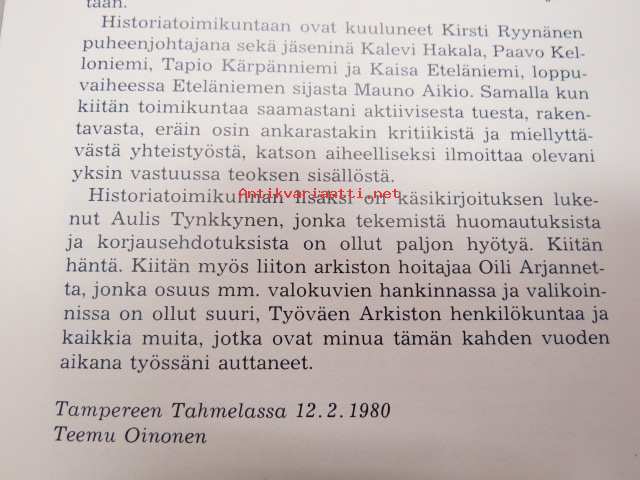 taan.
Historiatoimikuntaan ovat kuuluneet Kirsti Ryynänen
puheenjohtajana sekä jäseninä Kalevi Hakala, Paavo Kel-
loniemi, Tapio Kärpänniemi ja Kaisa Eteläniemi, loppu-
vaiheessa Eteläniemen sijasta Mauno Aikio. Samalla kun
kiitän toimikuntaa saamastani aktiivisesta tuesta, raken-
tavasta, eräin osin ankarastakin kritiikistä ja miellyttä-
västä yhteistyöstä, katson aiheelliseksi ilmoittaa olevani
yksin vastuussa teoksen sisällöstä.
Antikvariaatti.net
Historiatoimikunnan lisäksi on käsikirjoituksen luke-
nut Aulis Tynkkynen, jonka tekemistä huomautuksista
ja korjausehdotuksista on ollut paljon hyötyä. Kiitän
häntä. Kiitän myös liiton arkiston hoitajaa Oili Arjannet-
ta, jonka osuus mm. valokuvien hankinnassa ja valikoin-
nissa on ollut suuri, Työväen Arkiston henkilökuntaa ja
kaikkia muita, jotka ovat minua tämän kahden vuoden
aikana työssäni auttaneet.
Tampereen Tahmelassa 12.2.1980
Teemu Oinonen